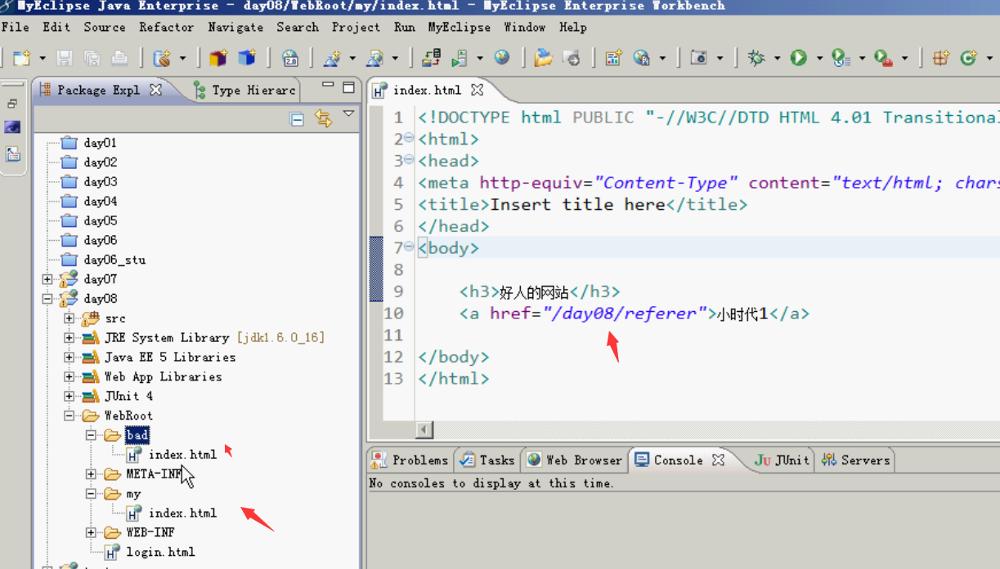 MyEclipse Java Enterprise - day08/WebRoot/my/index.html - MyEclipse Enterprise Workbench
File Edit Source Refactor Navigate Search Project Run MyEclipse Window Help
2.0
Package Expl
Type Hierarc
day01
day02
day03
day04
day05
day06
day06_stu
day07
day08
src
JRE System Library [jdk1.6.0_16]
Java EE 5 Libraries
Web App Libraries
JUnit 4
WebRoot
bad
index.html
META-INF
my
index.html
WEB-INF
login.html
index.html
1 <!DOCTYPE html PUBLIC "-//W3C//DTD HTML 4.01 Transitional
2 <html>
3 <head>
4 <meta http-equiv="Content-Type" content="text/html; chars
5 <title>Insert title here</title>
6 </head>
7 <body>
8
9 <h3>好人的网站</h3>
10 <a href="/day08/referer">小时代1</a>
11
12 </body>
13 </html>
Problems Tasks Web Browser Console JUnit Servers
No consoles to display at this time.